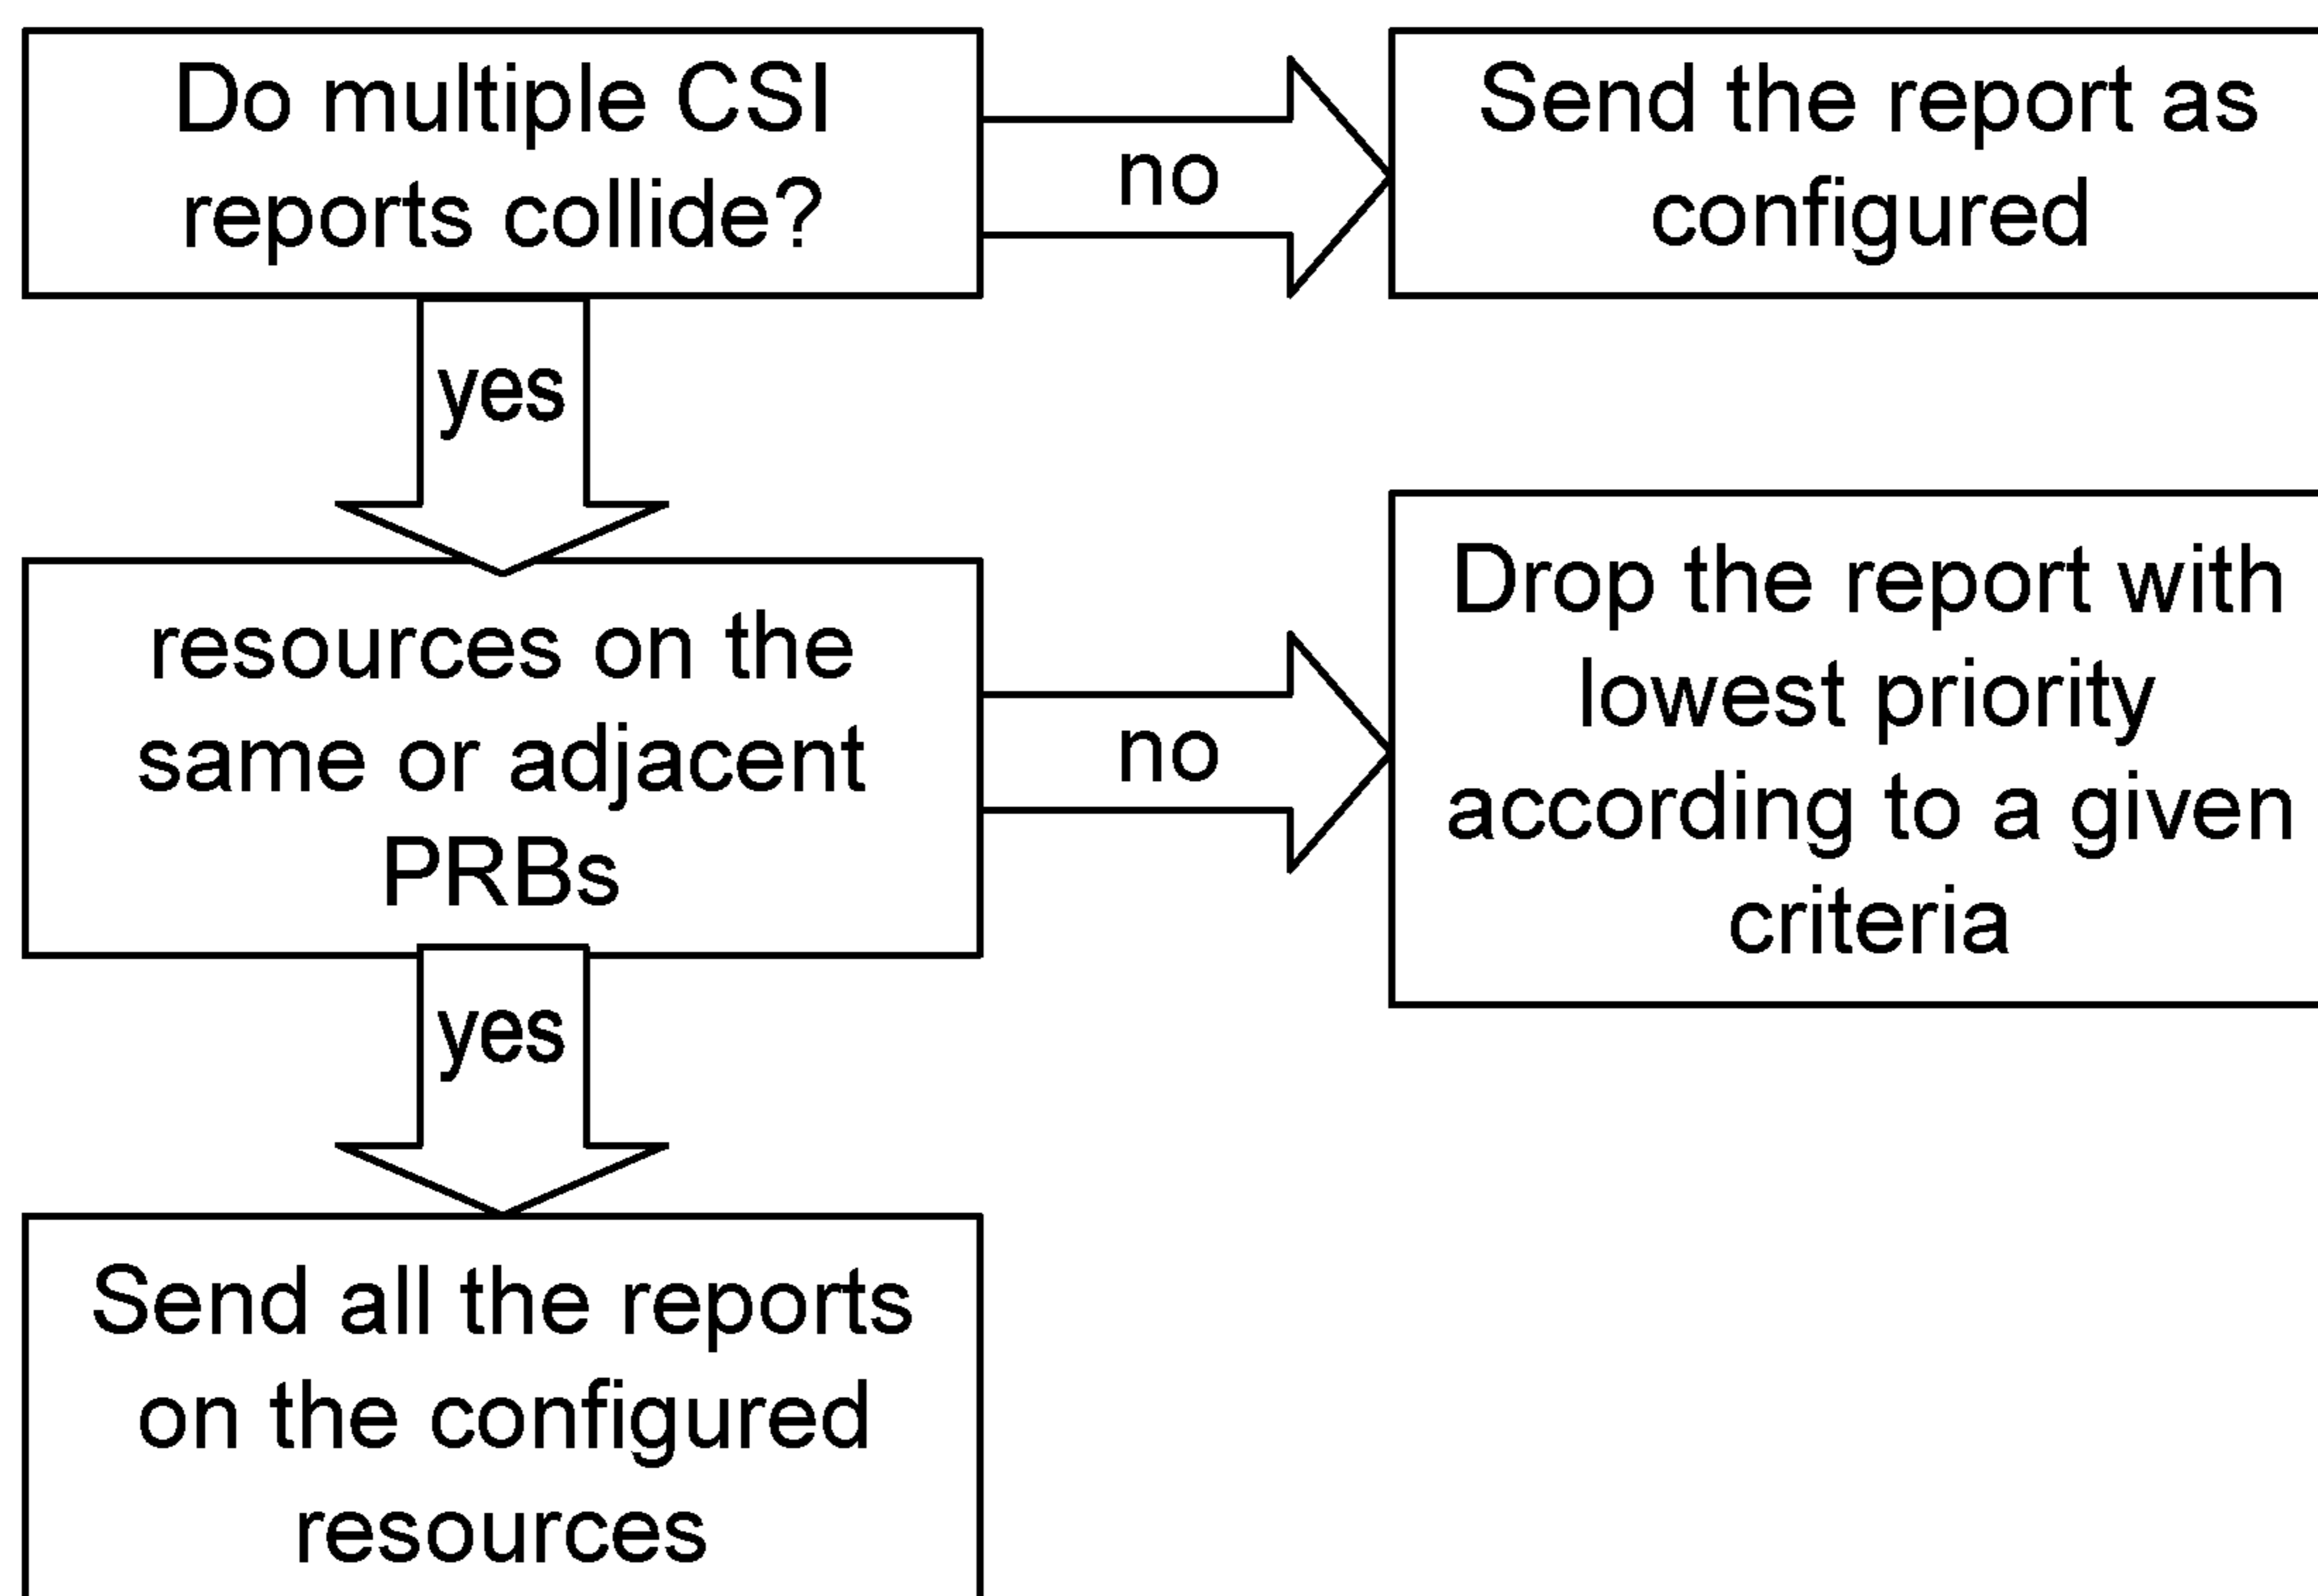 Do multiple CSI
reports collide?
no
Send the report as
configured
yes
resources on the
same or adjacent
PRBs
no
Drop the report with
lowest priority
according to a given
criteria
yes
Send all the reports
on the configured
resources